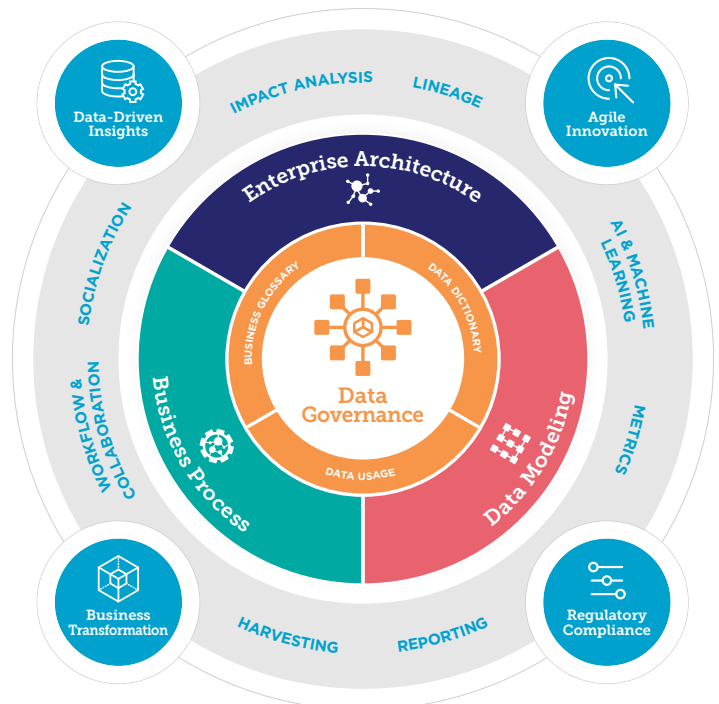 IMPACT ANALYSIS
LINEAGE
Data-Driven
Insights
Agile
Innovation
Enterprise Architecture
SOCIALIZATION
AI & MACHINE
LEARNING
BUSINESS GLOSSARY
DATA DICTIONARY
Data
Governance
WORKFLOW &
COLLABORATION
METRICS
Business Process
Data Modeling
DATA USAGE
Business
Transformation
Regulatory
Compliance
HARVESTING
REPORTING